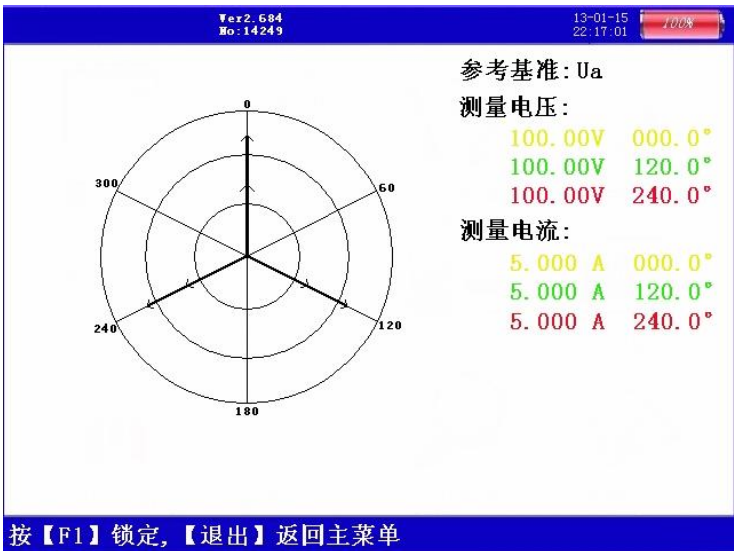 Ver2.684
No:14249
13-01-15
22:17:01
100%
参考基准:Ua
测量电压:
100.00V 000.0°
100.00V 120.0°
100.00V 240.0°
测量电流:
5.000 A 000.0°
5.000 A 120.0°
5.000 A 240.0°
0
300
60
240
120
180
按【F1】锁定,【退出】返回主菜单